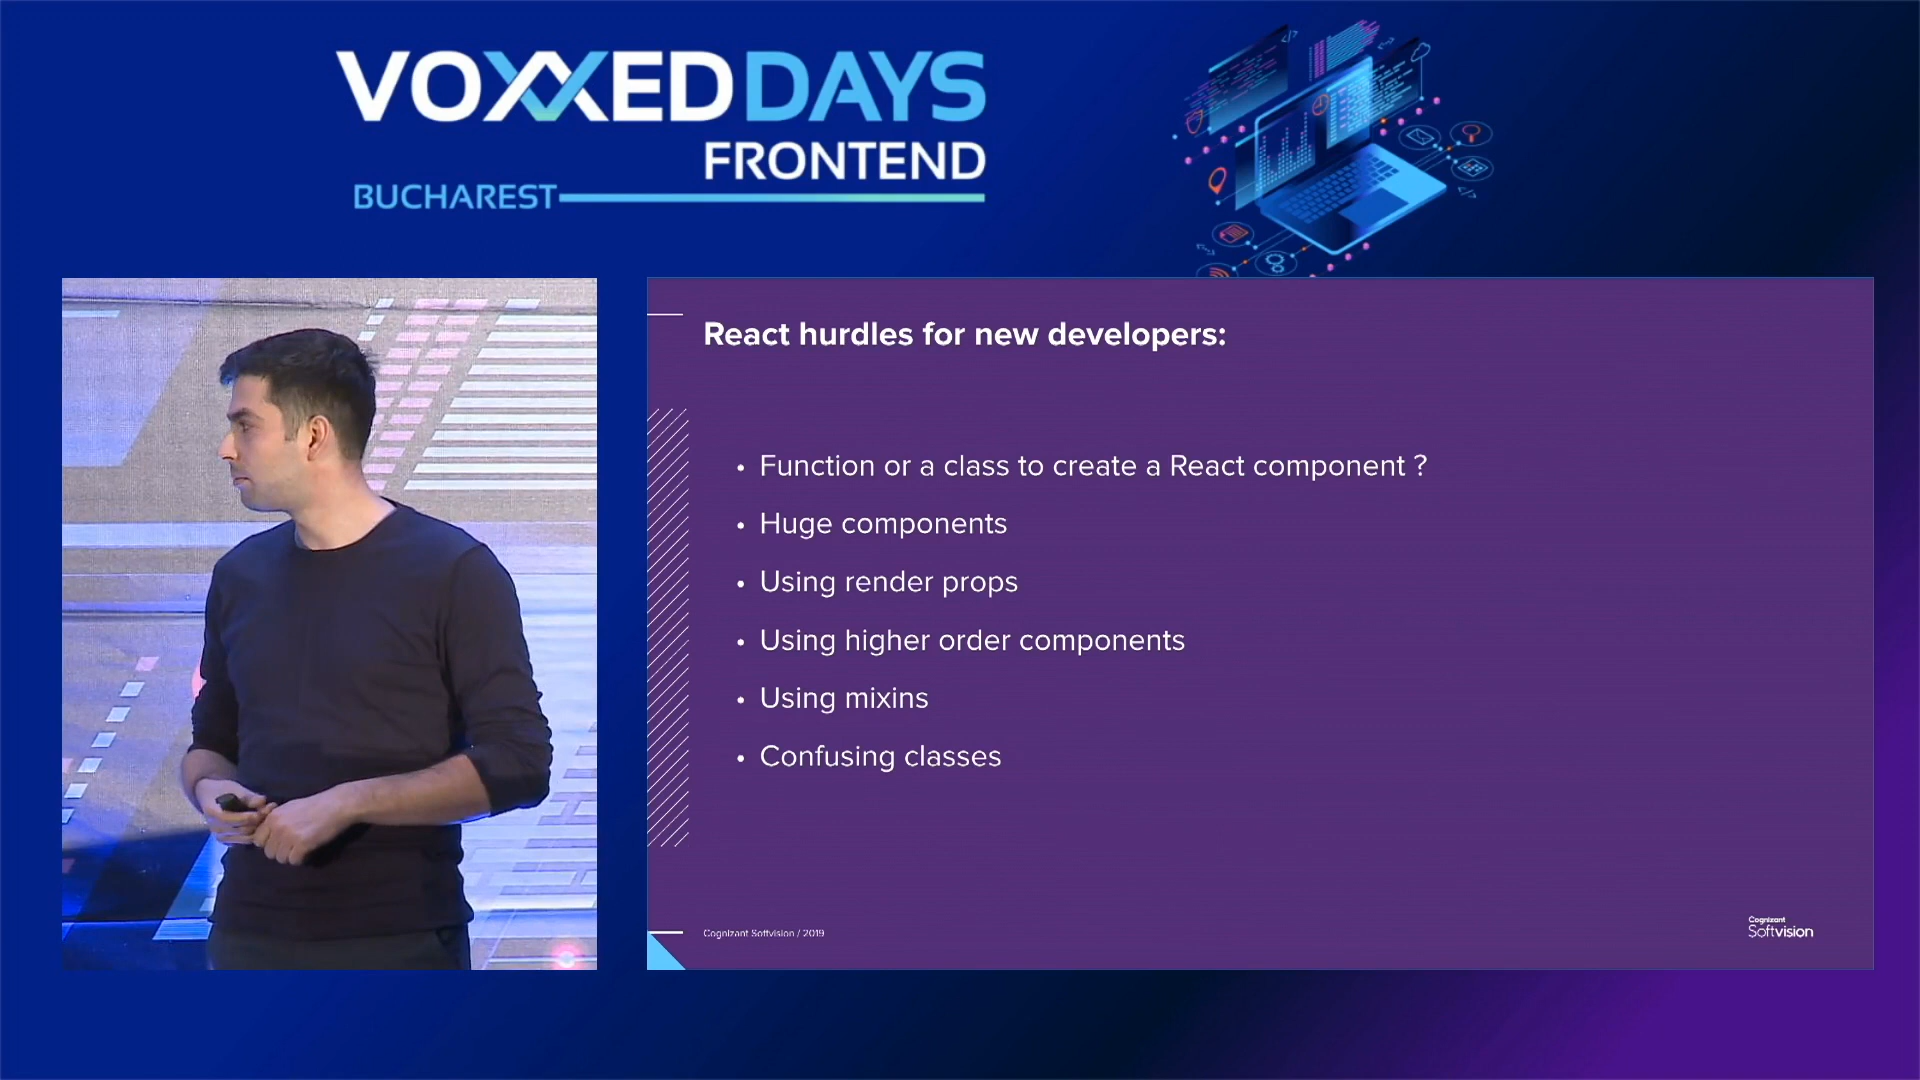 VOXXED DAYS
FRONTEND
BUCHAREST
React hurdles for new developers:
• Function or a class to create a React component ?
• Huge components
• Using render props
• Using higher order components
• Using mixins
• Confusing classes
Cognizant Softvision / 2019
Cognizant
Softvision